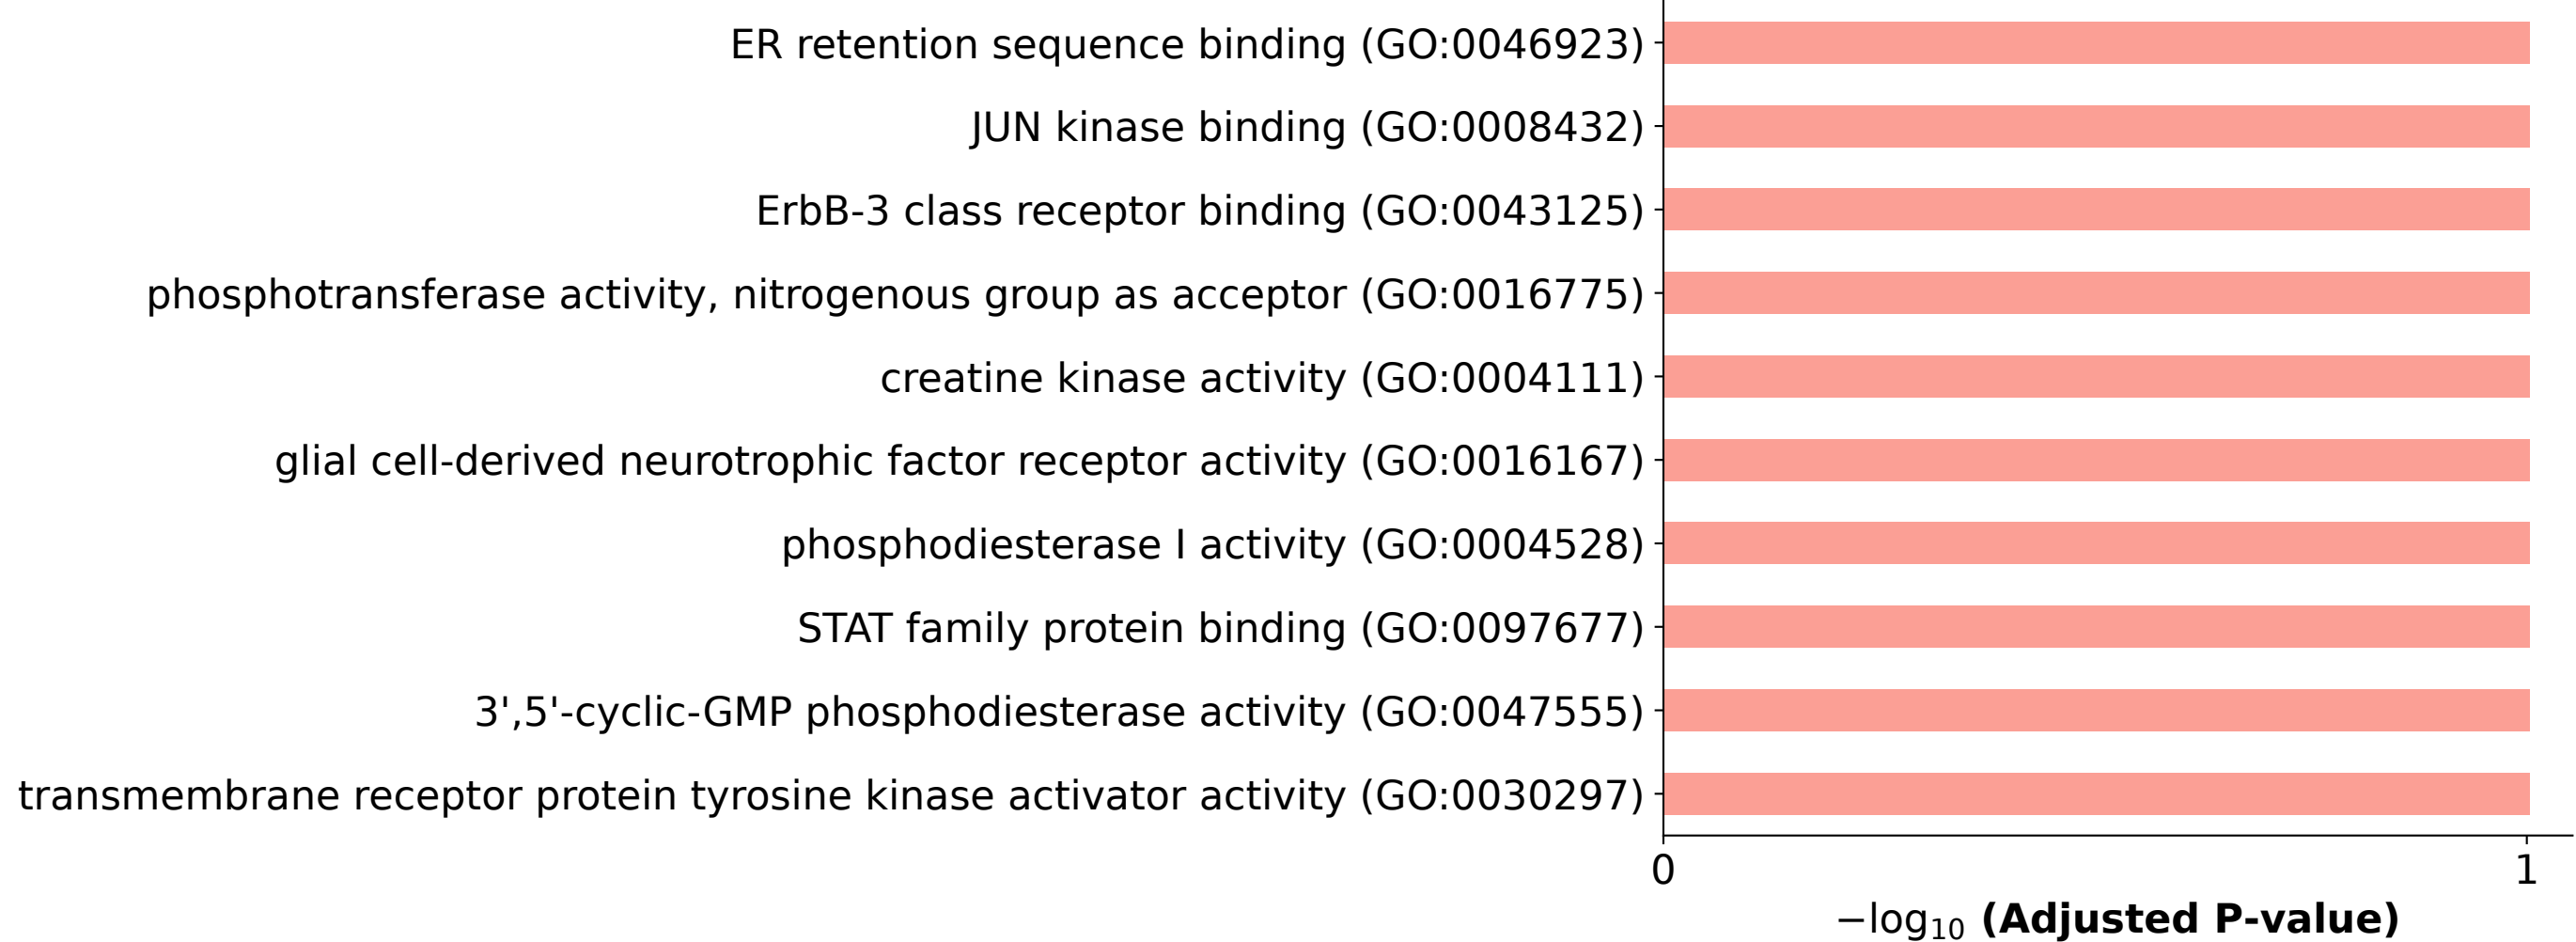 ER retention sequence binding (GO:0046923)
JUN kinase binding (GO:0008432)
ErbB-3 class receptor binding (GO:0043125)
phosphotransferase activity, nitrogenous group as acceptor (GO:0016775)
creatine kinase activity (GO:0004111)
glial cell-derived neurotrophic factor receptor activity (GO:0016167)
phosphodiesterase I activity (GO:0004528)
STAT family protein binding (GO:0097677)
3',5'-cyclic-GMP phosphodiesterase activity (GO:0047555)
transmembrane receptor protein tyrosine kinase activator activity (GO:0030297)
0 1
−log₁₀ (Adjusted P-value)